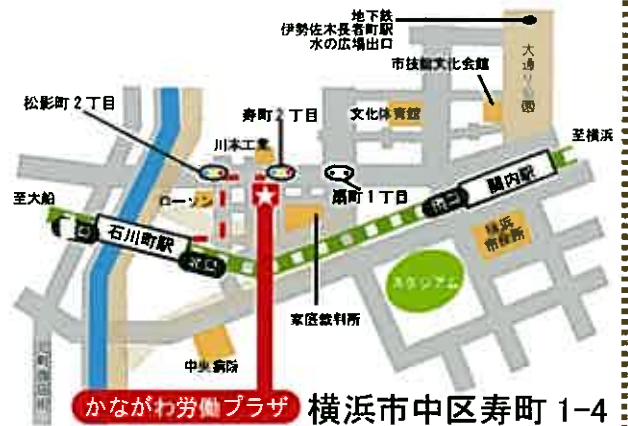 地下鉄
伊勢佐木長者町駅
水の広場出口
大通り公園
市技能文化会館
松影町2丁目
寿町2丁目
文化体育館
川本工業
至横浜
扇町1丁目
関内駅
至大船
ローソン
石川町駅
横浜
市役所
スタジアム
家庭裁判所
中央病院
かながわ労働プラザ
横浜市中区寿町 1-4